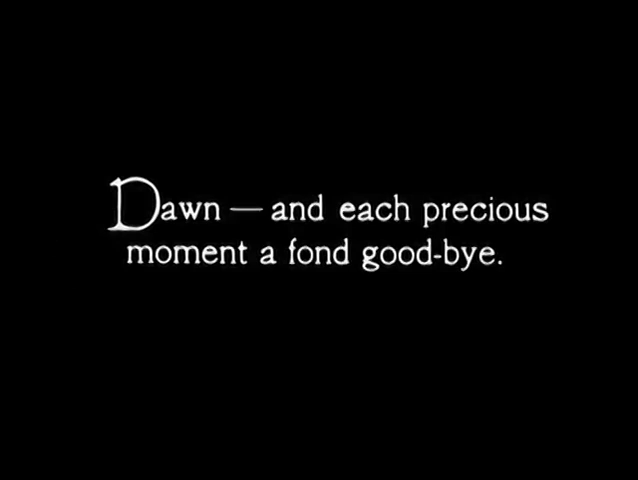 Dawn — and each precious
moment a fond good-bye.